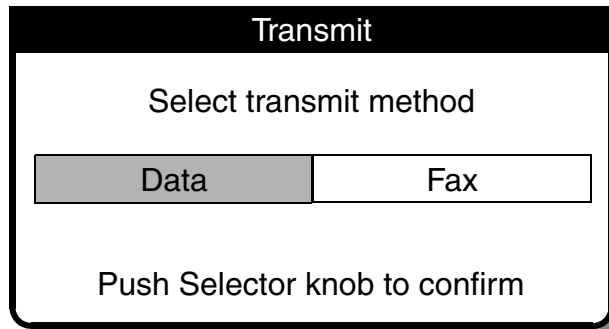 Transmit
Select transmit method
Data Fax
Push Selector knob to confirm